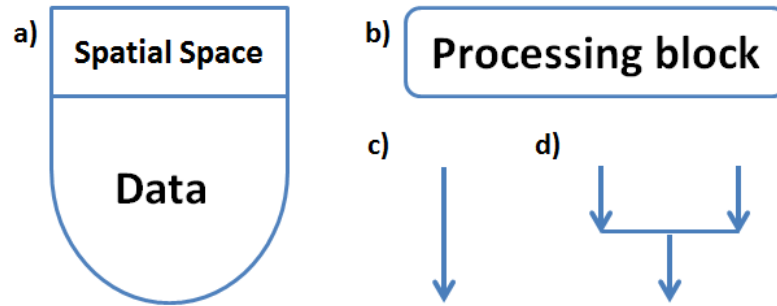 a)
Spatial Space
Data
b)
Processing block
c)
d)